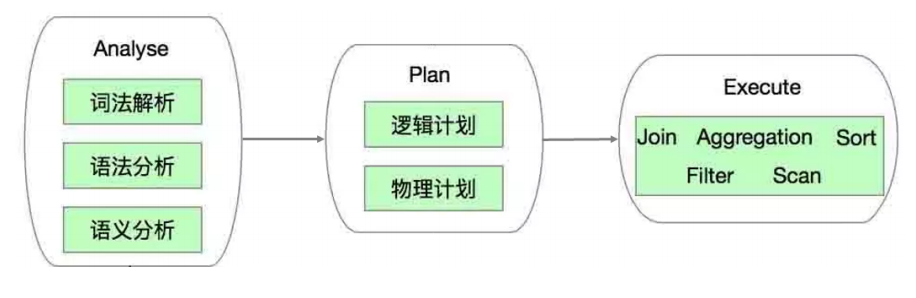 Analyse
词法解析
语法分析
语义分析
Plan
逻辑计划
物理计划
Execute
Join Aggregation Sort
Filter Scan